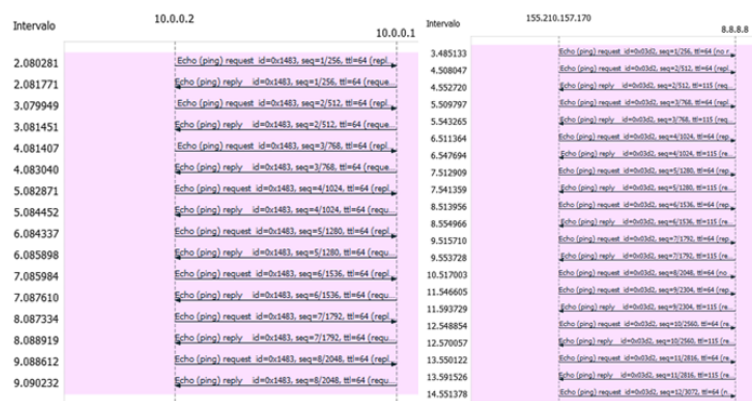 Intervalo
10.0.0.2
10.0.0.1
2.080281 Echo (ping) request id=0x1483, seq=1/256, ttl=64 (repl...
2.081771 Echo (ping) reply id=0x1483, seq=1/256, ttl=64 (reque...
3.079949 Echo (ping) request id=0x1483, seq=2/512, ttl=64 (repl...
3.081451 Echo (ping) reply id=0x1483, seq=2/512, ttl=64 (reque...
4.081407 Echo (ping) request id=0x1483, seq=3/768, ttl=64 (repl...
4.083040 Echo (ping) reply id=0x1483, seq=3/768, ttl=64 (reque...
5.082871 Echo (ping) request id=0x1483, seq=4/1024, ttl=64 (repl...
5.084452 Echo (ping) reply id=0x1483, seq=4/1024, ttl=64 (requ...
6.084337 Echo (ping) request id=0x1483, seq=5/1280, ttl=64 (repl...
6.085898 Echo (ping) reply id=0x1483, seq=5/1280, ttl=64 (requ...
7.085984 Echo (ping) request id=0x1483, seq=6/1536, ttl=64 (repl...
7.087610 Echo (ping) reply id=0x1483, seq=6/1536, ttl=64 (requ...
8.087334 Echo (ping) request id=0x1483, seq=7/1792, ttl=64 (repl...
8.088919 Echo (ping) reply id=0x1483, seq=7/1792, ttl=64 (requ...
9.088612 Echo (ping) request id=0x1483, seq=8/2048, ttl=64 (repl...
9.090232 Echo (ping) reply id=0x1483, seq=8/2048, ttl=64 (requ...
Intervalo
155.210.157.170
8.8.8.8
3.485133 Echo (ping) request id=0x03d2, seq=1/256, ttl=64 (no r...
4.508047 Echo (ping) request id=0x03d2, seq=2/512, ttl=64 (repl...
4.552720 Echo (ping) reply id=0x03d2, seq=2/512, ttl=115 (req...
5.509797 Echo (ping) request id=0x03d2, seq=3/768, ttl=64 (repl...
5.543265 Echo (ping) reply id=0x03d2, seq=3/768, ttl=115 (req...
6.511364 Echo (ping) request id=0x03d2, seq=4/1024, ttl=64 (rep...
6.547694 Echo (ping) reply id=0x03d2, seq=4/1024, ttl=115 (re...
7.512909 Echo (ping) request id=0x03d2, seq=5/1280, ttl=64 (rep...
7.541359 Echo (ping) reply id=0x03d2, seq=5/1280, ttl=115 (re...
8.513956 Echo (ping) request id=0x03d2, seq=6/1536, ttl=64 (rep...
8.554966 Echo (ping) reply id=0x03d2, seq=6/1536, ttl=115 (re...
9.515710 Echo (ping) request id=0x03d2, seq=7/1792, ttl=64 (rep...
9.553728 Echo (ping) reply id=0x03d2, seq=7/1792, ttl=115 (re...
10.517003 Echo (ping) request id=0x03d2, seq=8/2048, ttl=64 (no ...
11.546605 Echo (ping) request id=0x03d2, seq=9/2304, ttl=64 (rep...
11.593729 Echo (ping) reply id=0x03d2, seq=9/2304, ttl=115 (re...
12.548854 Echo (ping) request id=0x03d2, seq=10/2560, ttl=64 (re...
12.570057 Echo (ping) reply id=0x03d2, seq=10/2560, ttl=115 (r...
13.550122 Echo (ping) request id=0x03d2, seq=11/2816, ttl=64 (re...
13.591526 Echo (ping) reply id=0x03d2, seq=11/2816, ttl=115 (r...
14.551378 Echo (ping) request id=0x03d2, seq=12/3072, ttl=64 (n...